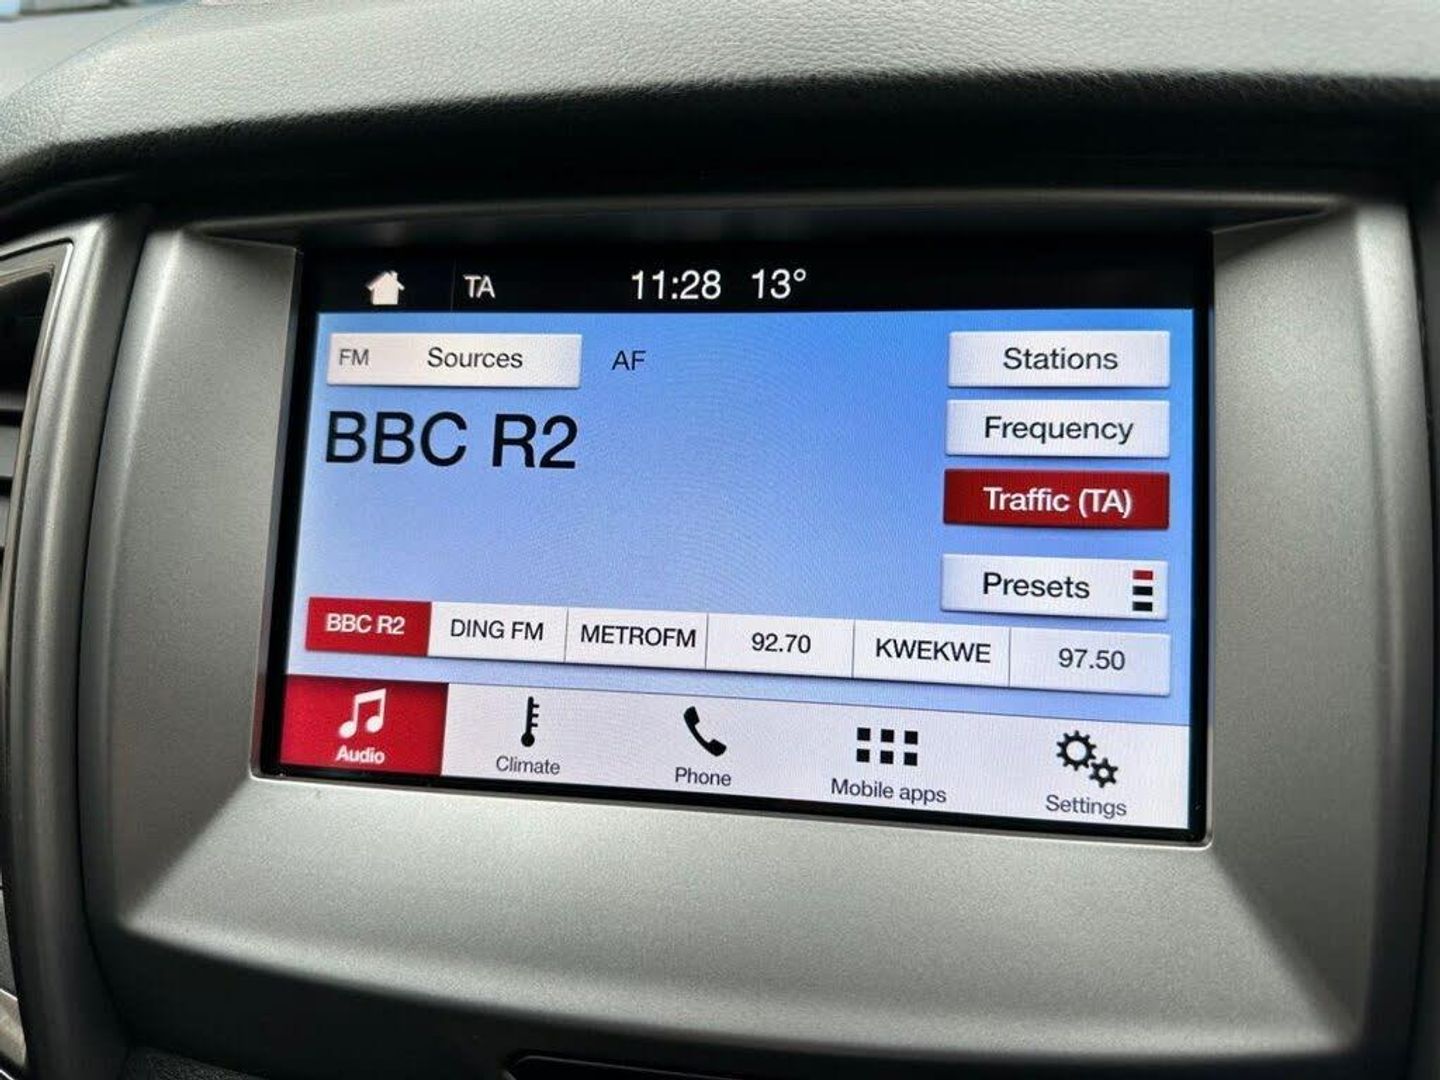 TA 11:28 13°
FM Sources AF Stations
BBC R2
Frequency
Traffic (TA)
Presets
BBC R2 DING FM METROFM 92.70 KWEKWE 97.50
Audio Climate Phone Mobile apps Settings